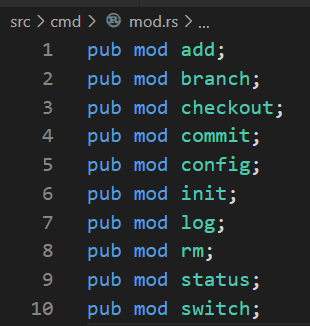 src > cmd > mod.rs > ...
1 pub mod add;
2 pub mod branch;
3 pub mod checkout;
4 pub mod commit;
5 pub mod config;
6 pub mod init;
7 pub mod log;
8 pub mod rm;
9 pub mod status;
10 pub mod switch;